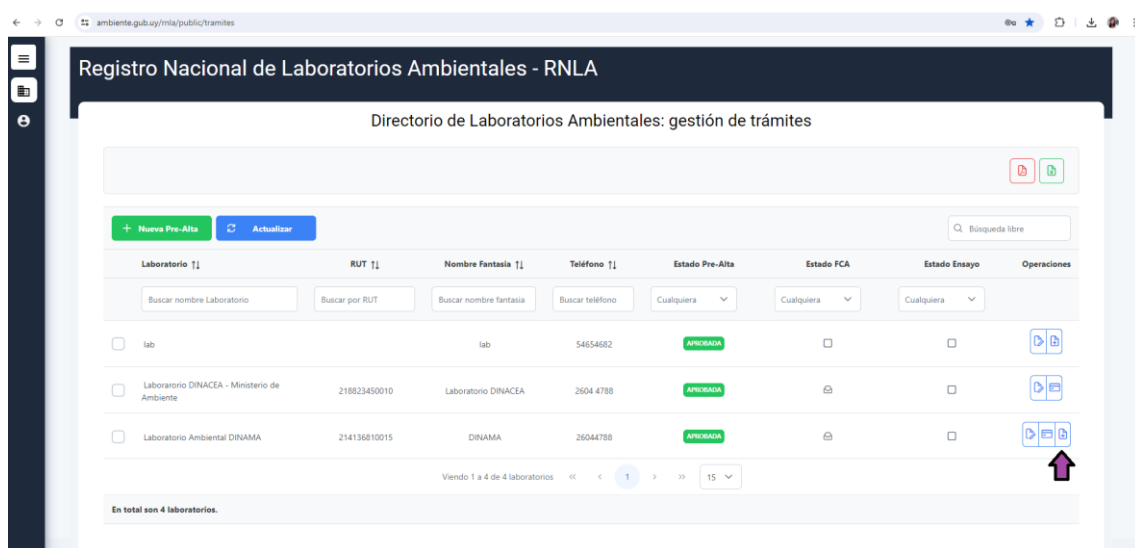 ambiente.gub.uy/rnla/public/tramites
Registro Nacional de Laboratorios Ambientales - RNLA
Directorio de Laboratorios Ambientales: gestión de trámites
+ Nueva Pre-Alta Actualizar Búsqueda libre
Laboratorio RUT Nombre Fantasia Teléfono Estado Pre-Alta Estado FCA Estado Ensayo Operaciones
Buscar nombre Laboratorio Buscar por RUT Buscar nombre fantasia Buscar teléfono Cualquiera Cualquiera Cualquiera
lab lab 54654682 APROBADA
Laborarorio DINACEA - Ministerio de
Ambiente 218823450010 Laboratorio DINACEA 2604 4788 APROBADA
Laboratorio Ambiental DINAMA 214136810015 DINAMA 26044788 APROBADA
Viendo 1 a 4 de 4 laboratorios << < 1 > >> 15
En total son 4 laboratorios.